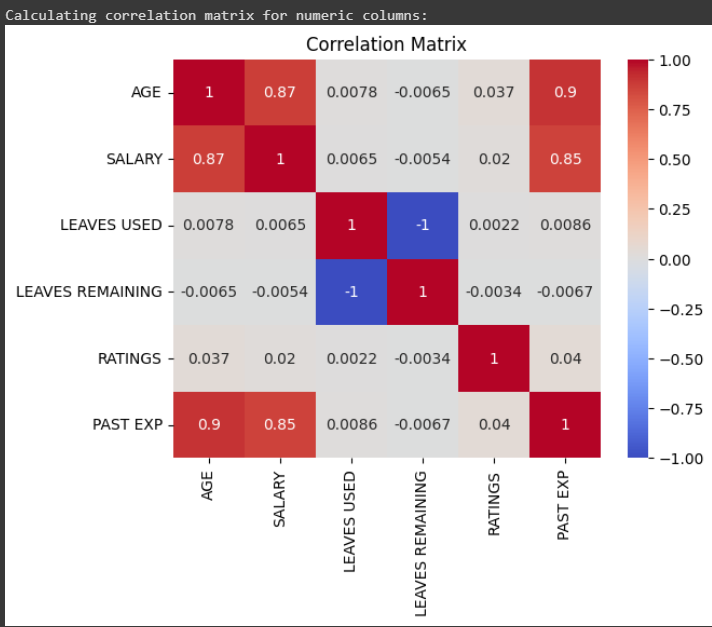 Calculating correlation matrix for numeric columns:
Correlation Matrix
AGE 1 0.87 0.0078 -0.0065 0.037 0.9
SALARY 0.87 1 0.0065 -0.0054 0.02 0.85
LEAVES USED 0.0078 0.0065 1 -1 0.0022 0.0086
LEAVES REMAINING -0.0065 -0.0054 -1 1 -0.0034 -0.0067
RATINGS 0.037 0.02 0.0022 -0.0034 1 0.04
PAST EXP 0.9 0.85 0.0086 -0.0067 0.04 1
AGE
SALARY
LEAVES USED
LEAVES REMAINING
RATINGS
PAST EXP
1.00
0.75
0.50
0.25
0.00
−0.25
−0.50
−0.75
−1.00